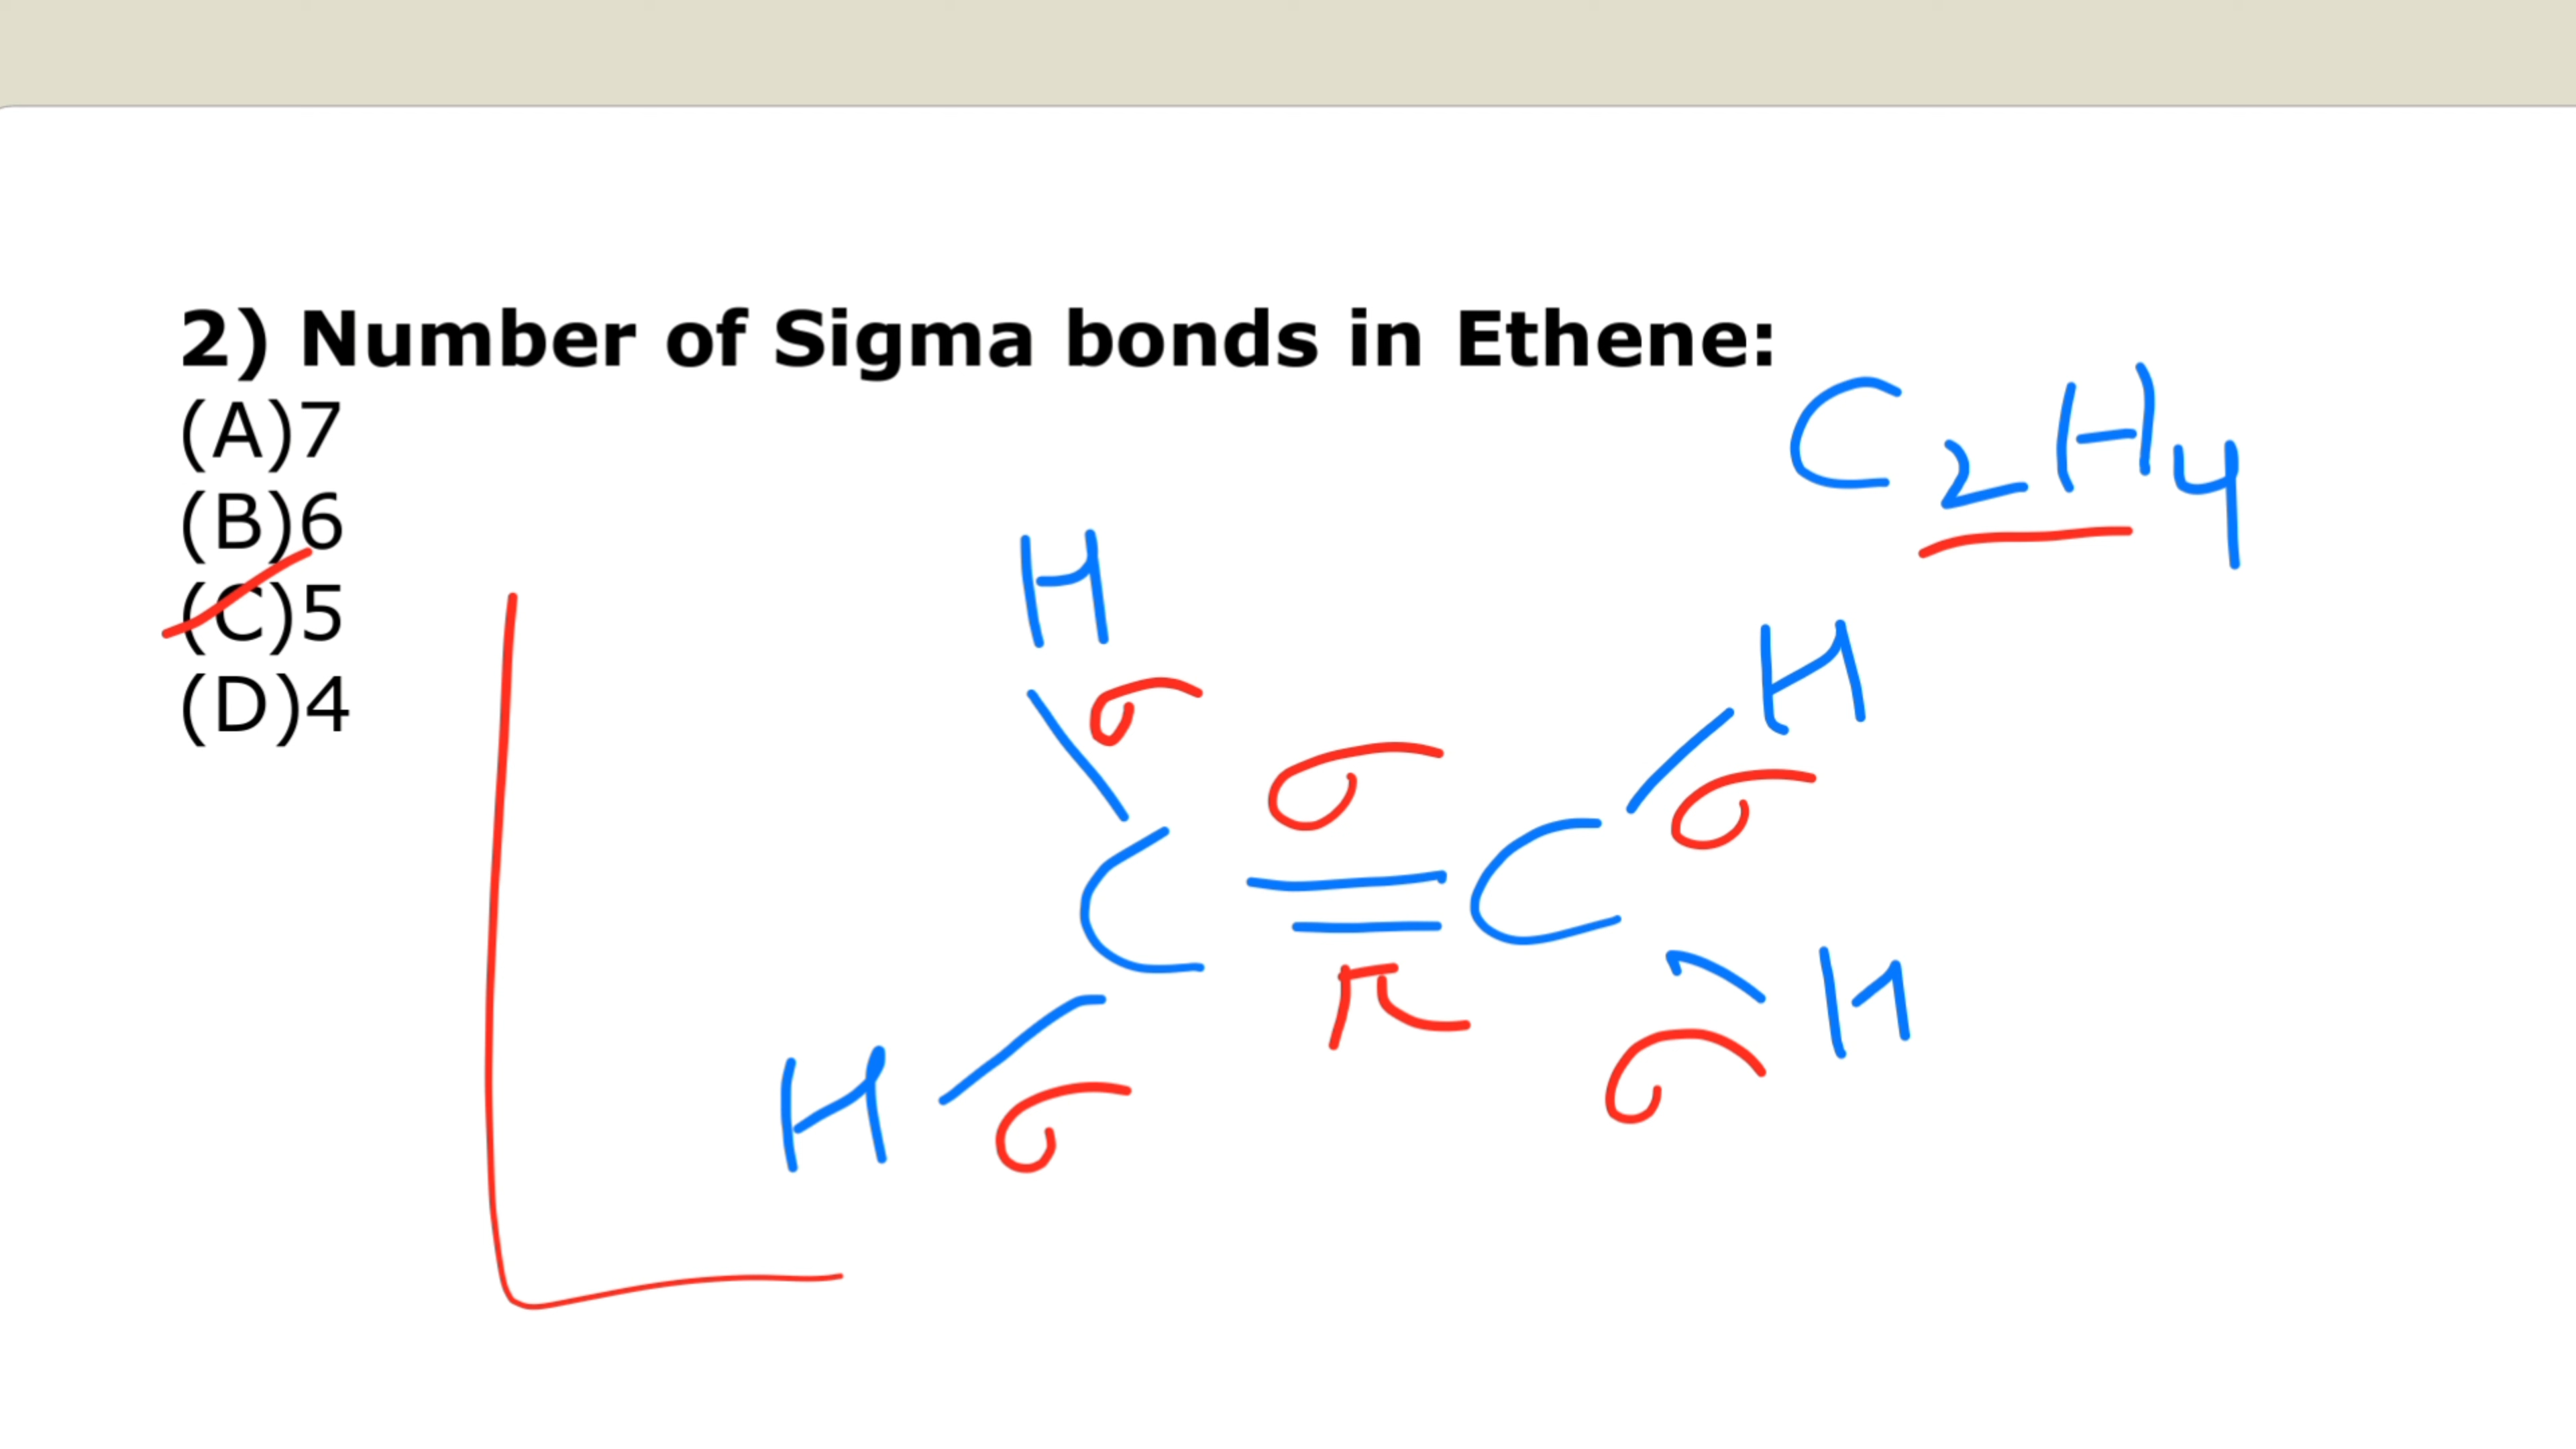 2) Number of Sigma bonds in Ethene:
(A)7
(B)6
(C)5
(D)4
C2H4
H
σ
H
σ
σ
C = C
π
H
σ
H
σ